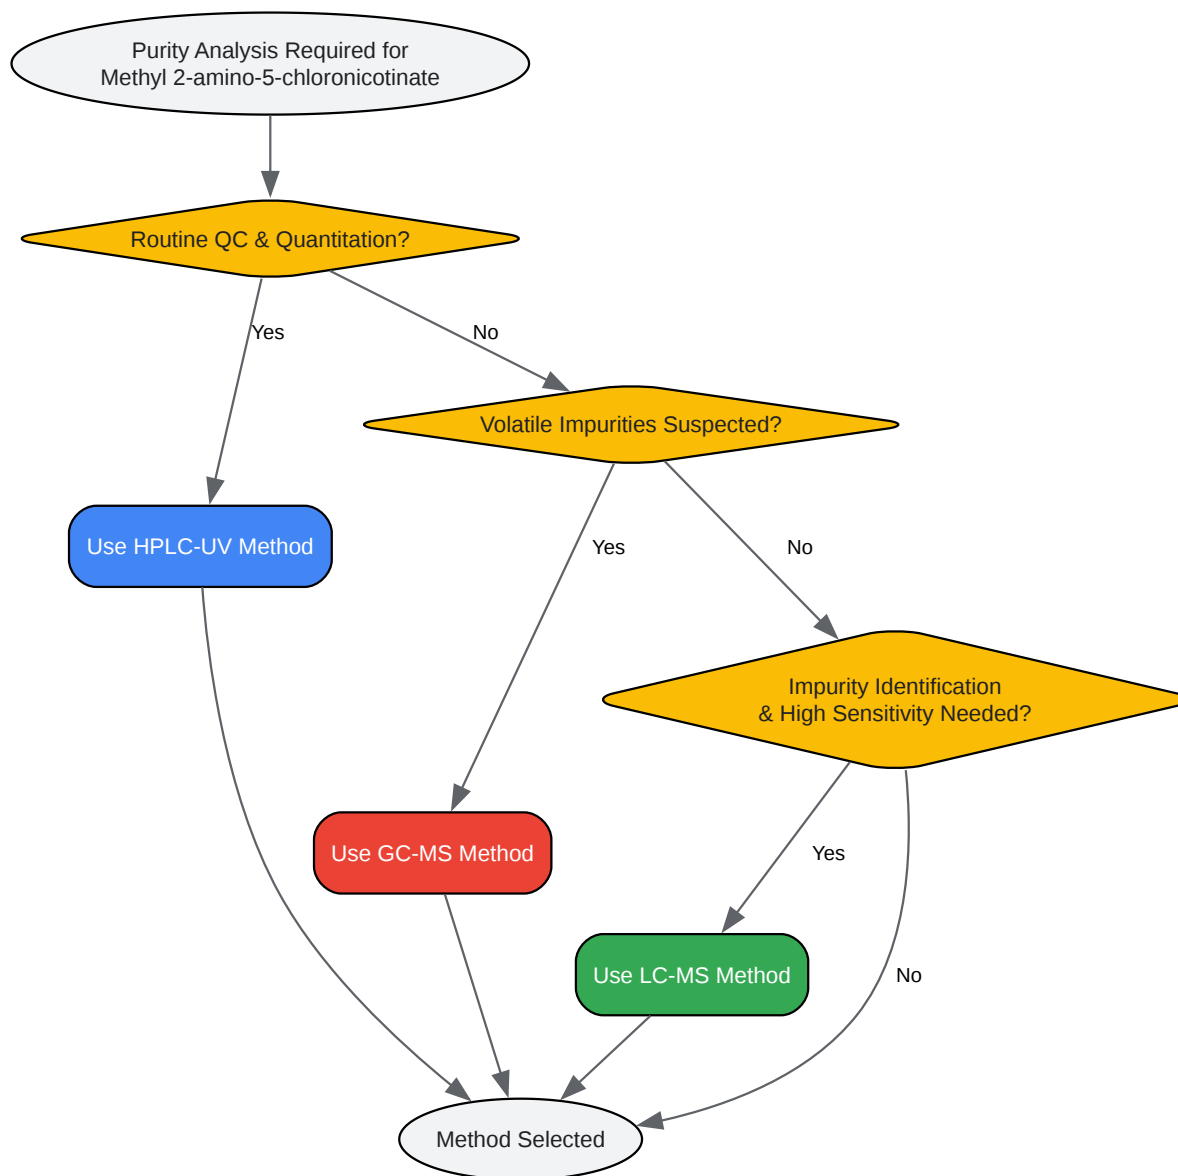 Purity Analysis Required for
Methyl 2-amino-5-chloronicotinate
Routine QC & Quantitation?
Yes
No
Volatile Impurities Suspected?
Use HPLC-UV Method
Yes
No
Impurity Identification
& High Sensitivity Needed?
Use GC-MS Method
Yes
Use LC-MS Method
No
Method Selected